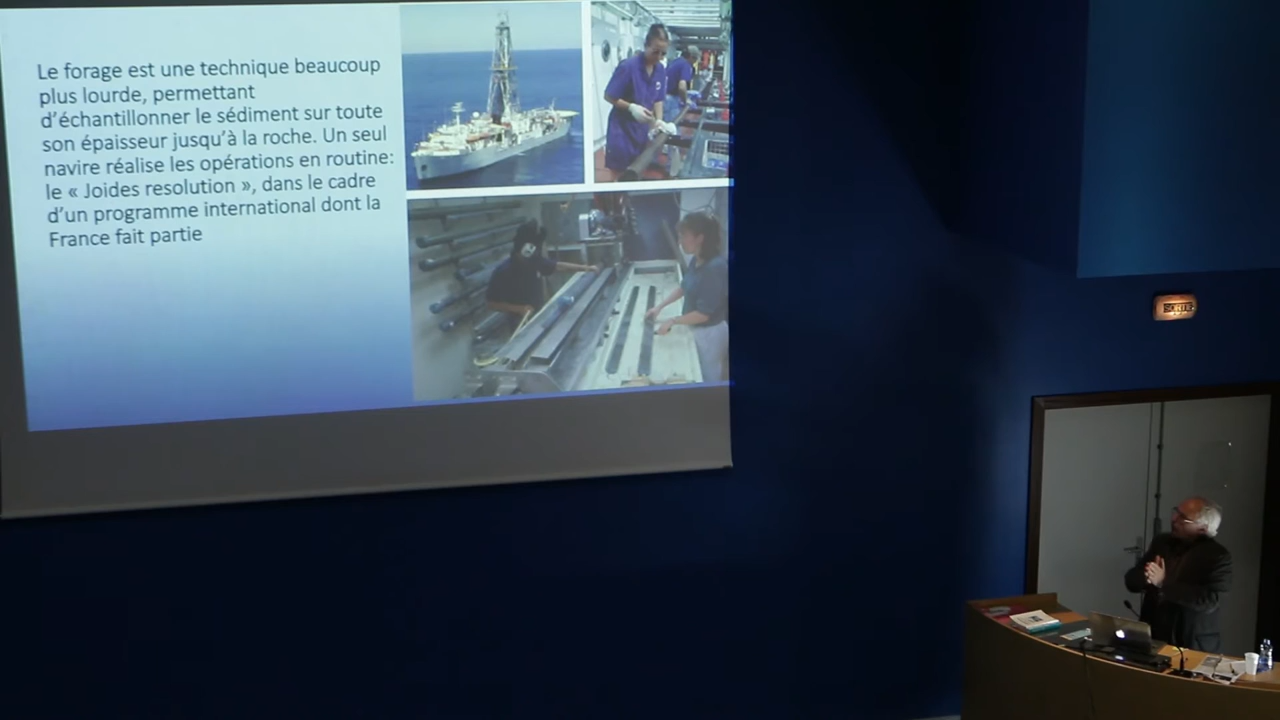 Le forage est une technique beaucoup
plus lourde, permettant
d'échantillonner le sédiment sur toute
son épaisseur jusqu'à la roche. Un seul
navire réalise les opérations en routine:
le « Joides resolution », dans le cadre
d'un programme international dont la
France fait partie
SORTIE